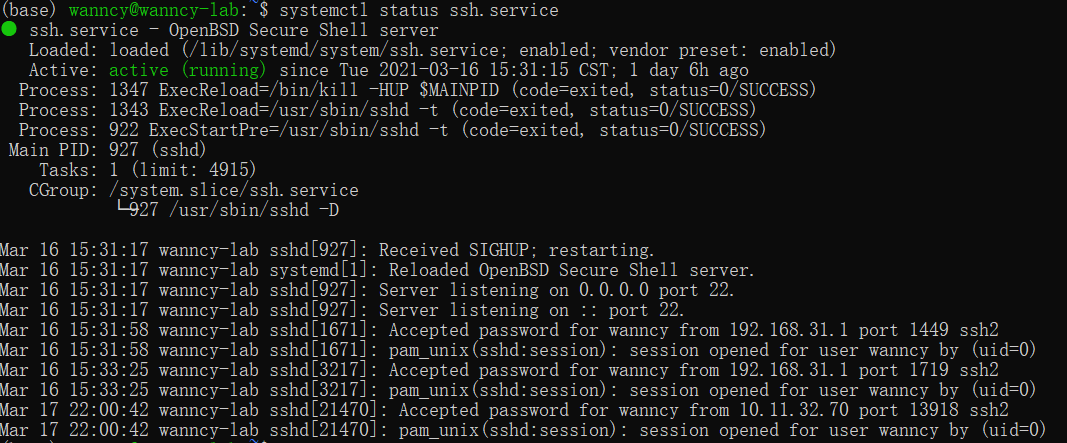 (base) wanncy@wanncy-lab:~$ systemctl status ssh.service
● ssh.service - OpenBSD Secure Shell server
Loaded: loaded (/lib/systemd/system/ssh.service; enabled; vendor preset: enabled)
Active: active (running) since Tue 2021-03-16 15:31:15 CST; 1 day 6h ago
Process: 1347 ExecReload=/bin/kill -HUP $MAINPID (code=exited, status=0/SUCCESS)
Process: 1343 ExecReload=/usr/sbin/sshd -t (code=exited, status=0/SUCCESS)
Process: 922 ExecStartPre=/usr/sbin/sshd -t (code=exited, status=0/SUCCESS)
Main PID: 927 (sshd)
Tasks: 1 (limit: 4915)
CGroup: /system.slice/ssh.service
└─927 /usr/sbin/sshd -D
Mar 16 15:31:17 wanncy-lab sshd[927]: Received SIGHUP; restarting.
Mar 16 15:31:17 wanncy-lab systemd[1]: Reloaded OpenBSD Secure Shell server.
Mar 16 15:31:17 wanncy-lab sshd[927]: Server listening on 0.0.0.0 port 22.
Mar 16 15:31:17 wanncy-lab sshd[927]: Server listening on :: port 22.
Mar 16 15:31:58 wanncy-lab sshd[1671]: Accepted password for wanncy from 192.168.31.1 port 1449 ssh2
Mar 16 15:31:58 wanncy-lab sshd[1671]: pam_unix(sshd:session): session opened for user wanncy by (uid=0)
Mar 16 15:33:25 wanncy-lab sshd[3217]: Accepted password for wanncy from 192.168.31.1 port 1719 ssh2
Mar 16 15:33:25 wanncy-lab sshd[3217]: pam_unix(sshd:session): session opened for user wanncy by (uid=0)
Mar 17 22:00:42 wanncy-lab sshd[21470]: Accepted password for wanncy from 10.11.32.70 port 13918 ssh2
Mar 17 22:00:42 wanncy-lab sshd[21470]: pam_unix(sshd:session): session opened for user wanncy by (uid=0)